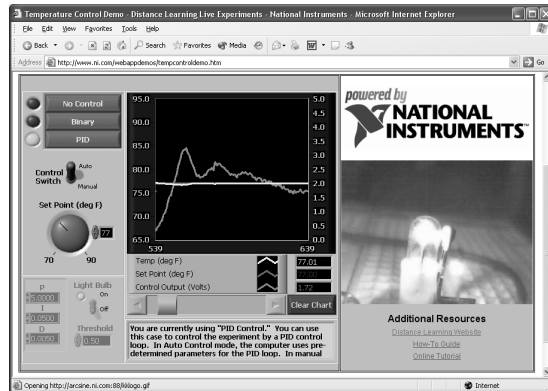 Temperature Control Demo - Distance Learning Live Experiments - National Instruments - Microsoft Internet Explorer
File Edit View Favorites Tools Help
Back Search Favorites Media
Address http://www.ni.com/webappdemos/tempcontroldemo.htm Go
No Control
Binary
PID
Control Switch
Auto
Manual
Set Point (deg F)
77
70 90
P
5.0000
I
0.0500
D
0.0050
Light Bulb
On
Off
Threshold
0.50
95.0
90.0
85.0
80.0
75.0
70.0
65.0
5.0
4.5
4.0
3.5
3.0
2.5
2.0
1.5
1.0
0.5
0.0
539 639
Temp (deg F) 77.01
Set Point (deg F) 77.00
Control Output (Volts) 1.72
Clear Chart
You are currently using "PID Control." You can use
this case to control the experiment by a PID control
loop. In Auto Control mode, the computer uses pre-
determined parameters for the PID loop. In manual
powered by
NATIONAL
INSTRUMENTS™
Additional Resources
Distance Learning Website
How-To Guide
Online Tutorial
Opening http://arcsine.ni.com:88/lklogo.gif Internet